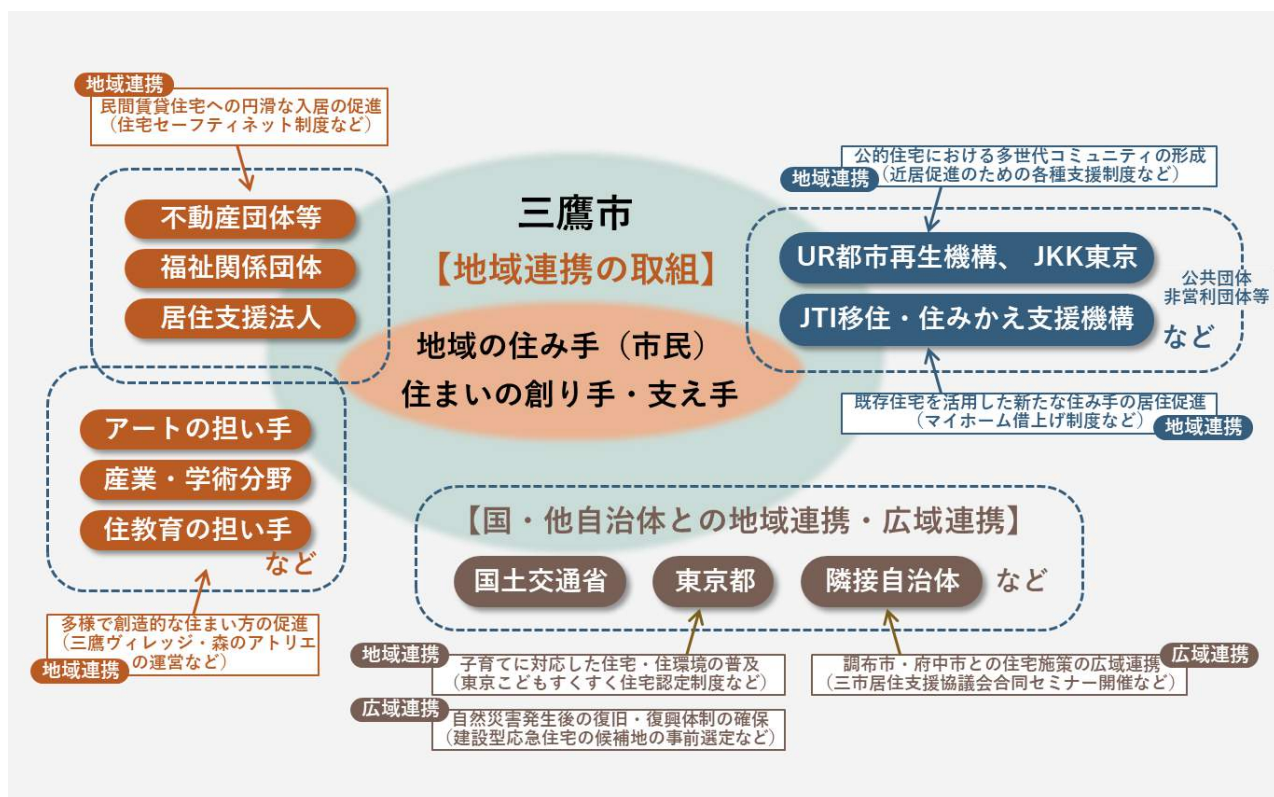 地域連携
民間賃貸住宅への円滑な入居の促進
（住宅セーフティネット制度など）
不動産団体等
福祉関係団体
居住支援法人
三鷹市
【地域連携の取組】
地域の住み手（市民）
住まいの創り手・支え手
公的住宅における多世代コミュニティの形成
地域連携
（近居促進のための各種支援制度など）
UR都市再生機構、 JKK東京
JTI移住・住みかえ支援機構
公共団体
非営利団体等
など
既存住宅を活用した新たな住み手の居住促進
（マイホーム借上げ制度など）
地域連携
アートの担い手
産業・学術分野
住教育の担い手
など
多様で創造的な住まい方の促進
（三鷹ヴィレッジ・森のアトリエ
の運営など）
地域連携
【国・他自治体との地域連携・広域連携】
国土交通省
東京都
隣接自治体
など
地域連携
子育てに対応した住宅・住環境の普及
（東京こどもすくすく住宅認定制度など）
広域連携
自然災害発生後の復旧・復興体制の確保
（建設型応急住宅の候補地の事前選定など）
調布市・府中市との住宅施策の広域連携
広域連携
（三市居住支援協議会合同セミナー開催など）